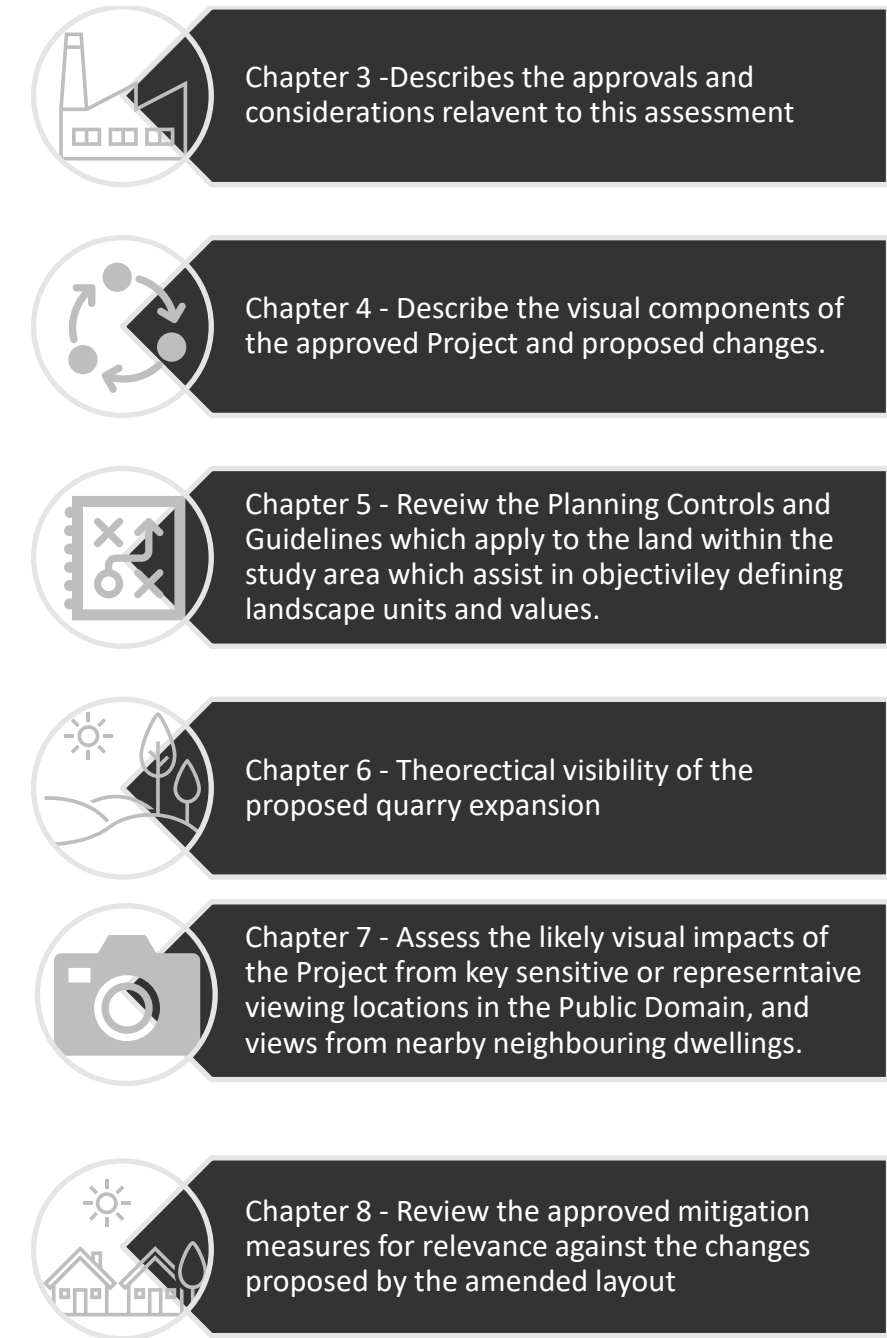 Chapter 3 -Describes the approvals and
considerations relavent to this assessment
Chapter 4 - Describe the visual components of
the approved Project and proposed changes.
Chapter 5 - Reveiw the Planning Controls and
Guidelines which apply to the land within the
study area which assist in objectiviley defining
landscape units and values.
Chapter 6 - Theorectical visibility of the
proposed quarry expansion
Chapter 7 - Assess the likely visual impacts of
the Project from key sensitive or represerntaive
viewing locations in the Public Domain, and
views from nearby neighbouring dwellings.
Chapter 8 - Review the approved mitigation
measures for relevance against the changes
proposed by the amended layout